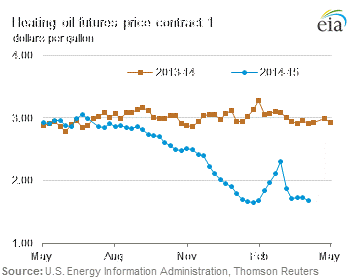 Heating oil futures price contract 1
dollars per gallon
eia
4.00
2013-14
2014-15
3.00
2.00
1.00
May
Aug
Nov
Feb
May
Source: U.S. Energy Information Administration, Thomson Reuters